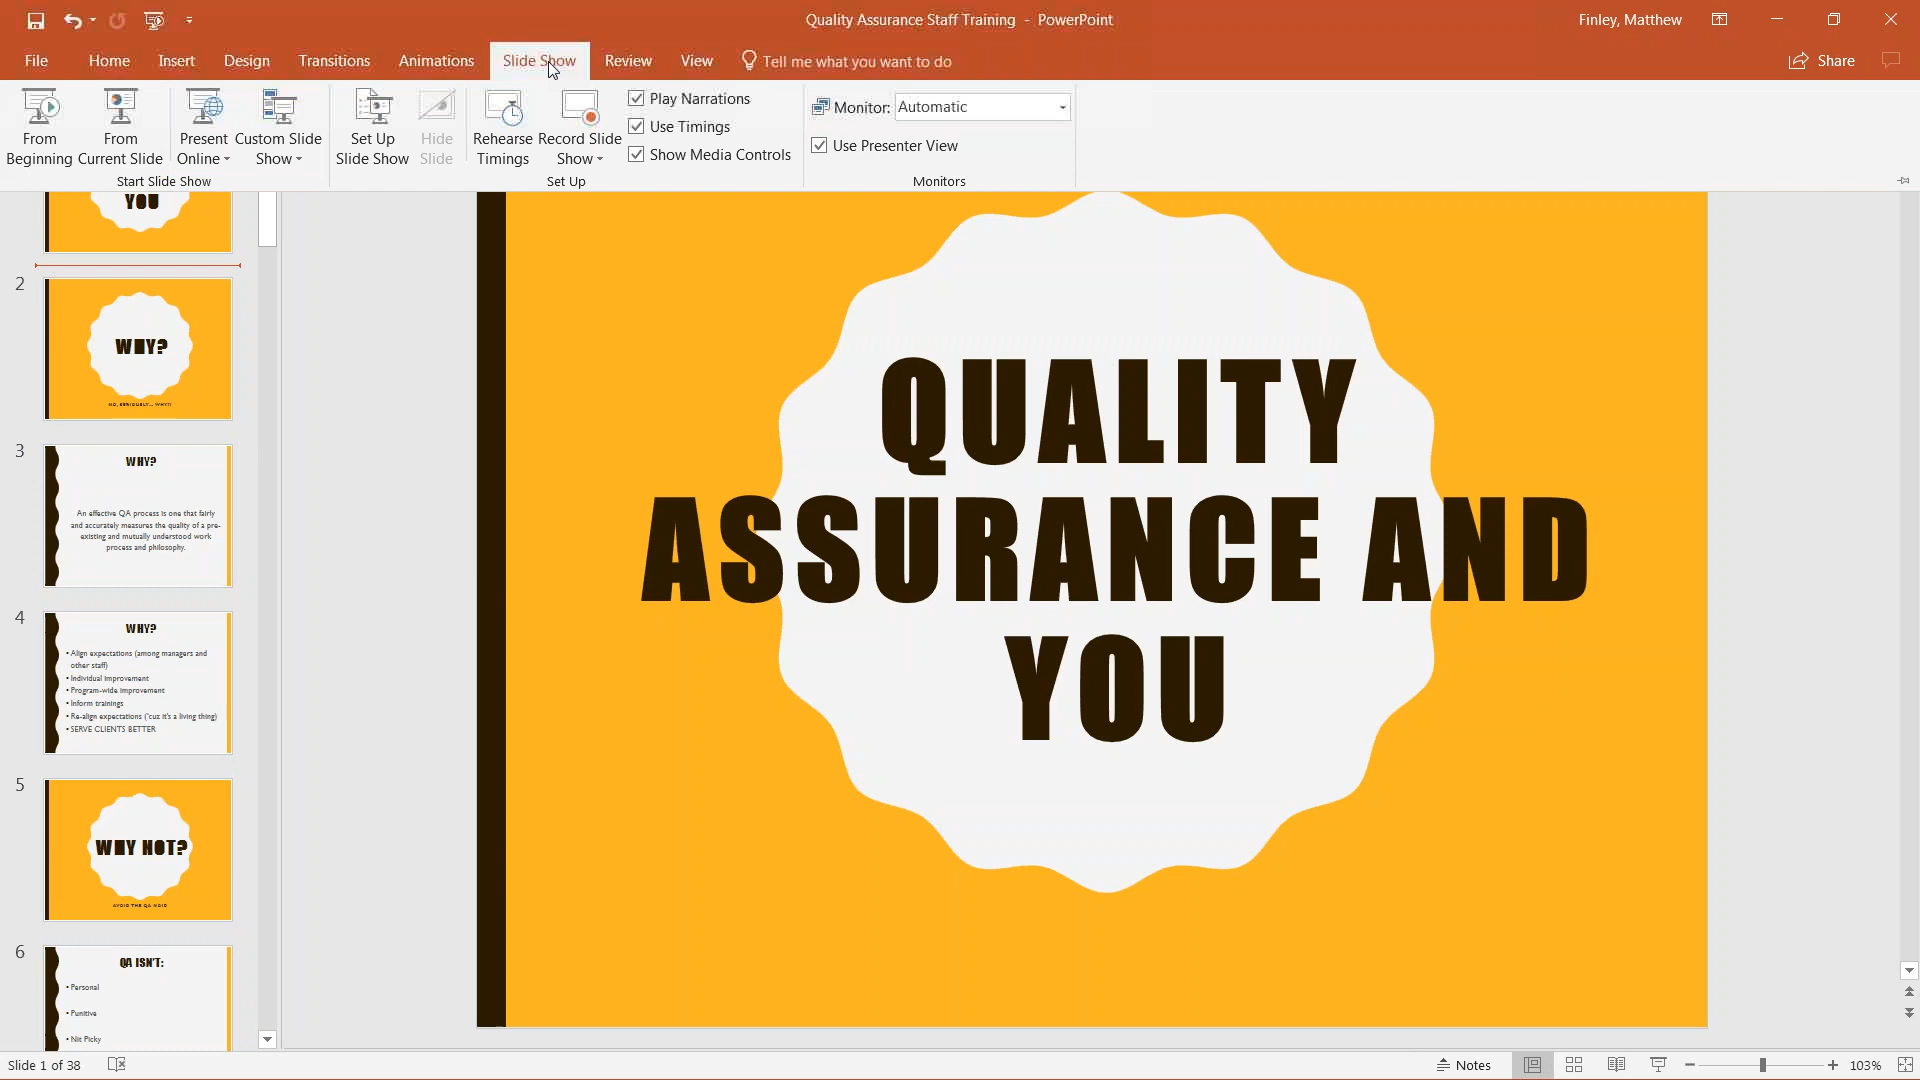 Quality Assurance Staff Training - PowerPoint
Finley, Matthew
File Home Insert Design Transitions Animations Slide Show Review View Tell me what you want to do Share
From Beginning
From Current Slide
Present Online
Custom Slide Show
Start Slide Show
Set Up Slide Show
Hide Slide
Rehearse Timings
Record Slide Show
Play Narrations
Use Timings
Show Media Controls
Set Up
Monitor: Automatic
Use Presenter View
Monitors
YOU
2
WHY?
NO, SERIOUSLY... WHY?!
3
WHY?
An effective QA process is one that fairly
and accurately measures the quality of a pre-
existing and mutually understood work
process and philosophy.
4
WHY?
• Align expectations (among managers and
other staff)
• Individual improvement
• Program-wide improvement
• Inform trainings
• Re-align expectations ('cuz it's a living thing)
• SERVE CLIENTS BETTER
5
WHY NOT?
AVOID THE QA NOID
6
QA ISN'T:
• Personal
• Punitive
• Nit Picky
QUALITY
ASSURANCE AND
YOU
Slide 1 of 38
Notes
103%